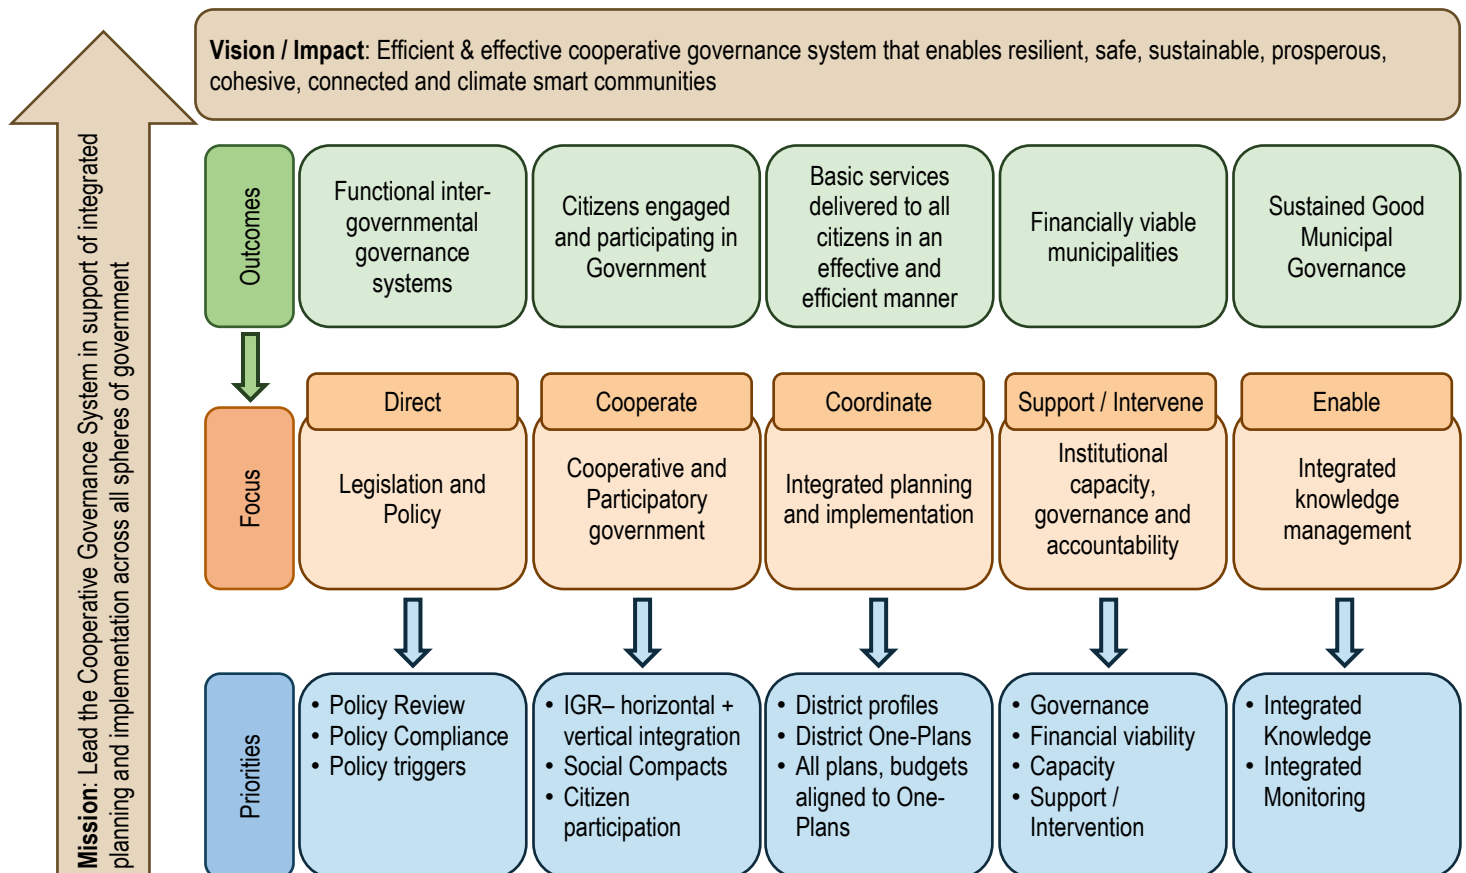 Vision / Impact: Efficient & effective cooperative governance system that enables resilient, safe, sustainable, prosperous,
cohesive, connected and climate smart communities
Mission: Lead the Cooperative Governance System in support of integrated
planning and implementation across all spheres of government
Outcomes
Functional inter-
governmental
governance
systems
Citizens engaged
and participating in
Government
Basic services
delivered to all
citizens in an
effective and
efficient manner
Financially viable
municipalities
Sustained Good
Municipal
Governance
Focus
Direct
Legislation and
Policy
Cooperate
Cooperative and
Participatory
government
Coordinate
Integrated planning
and implementation
Support / Intervene
Institutional
capacity,
governance and
accountability
Enable
Integrated
knowledge
management
Priorities
• Policy Review
• Policy Compliance
• Policy triggers
• IGR– horizontal +
vertical integration
• Social Compacts
• Citizen
participation
• District profiles
• District One-Plans
• All plans, budgets
aligned to One-
Plans
• Governance
• Financial viability
• Capacity
• Support /
Intervention
• Integrated
Knowledge
• Integrated
Monitoring